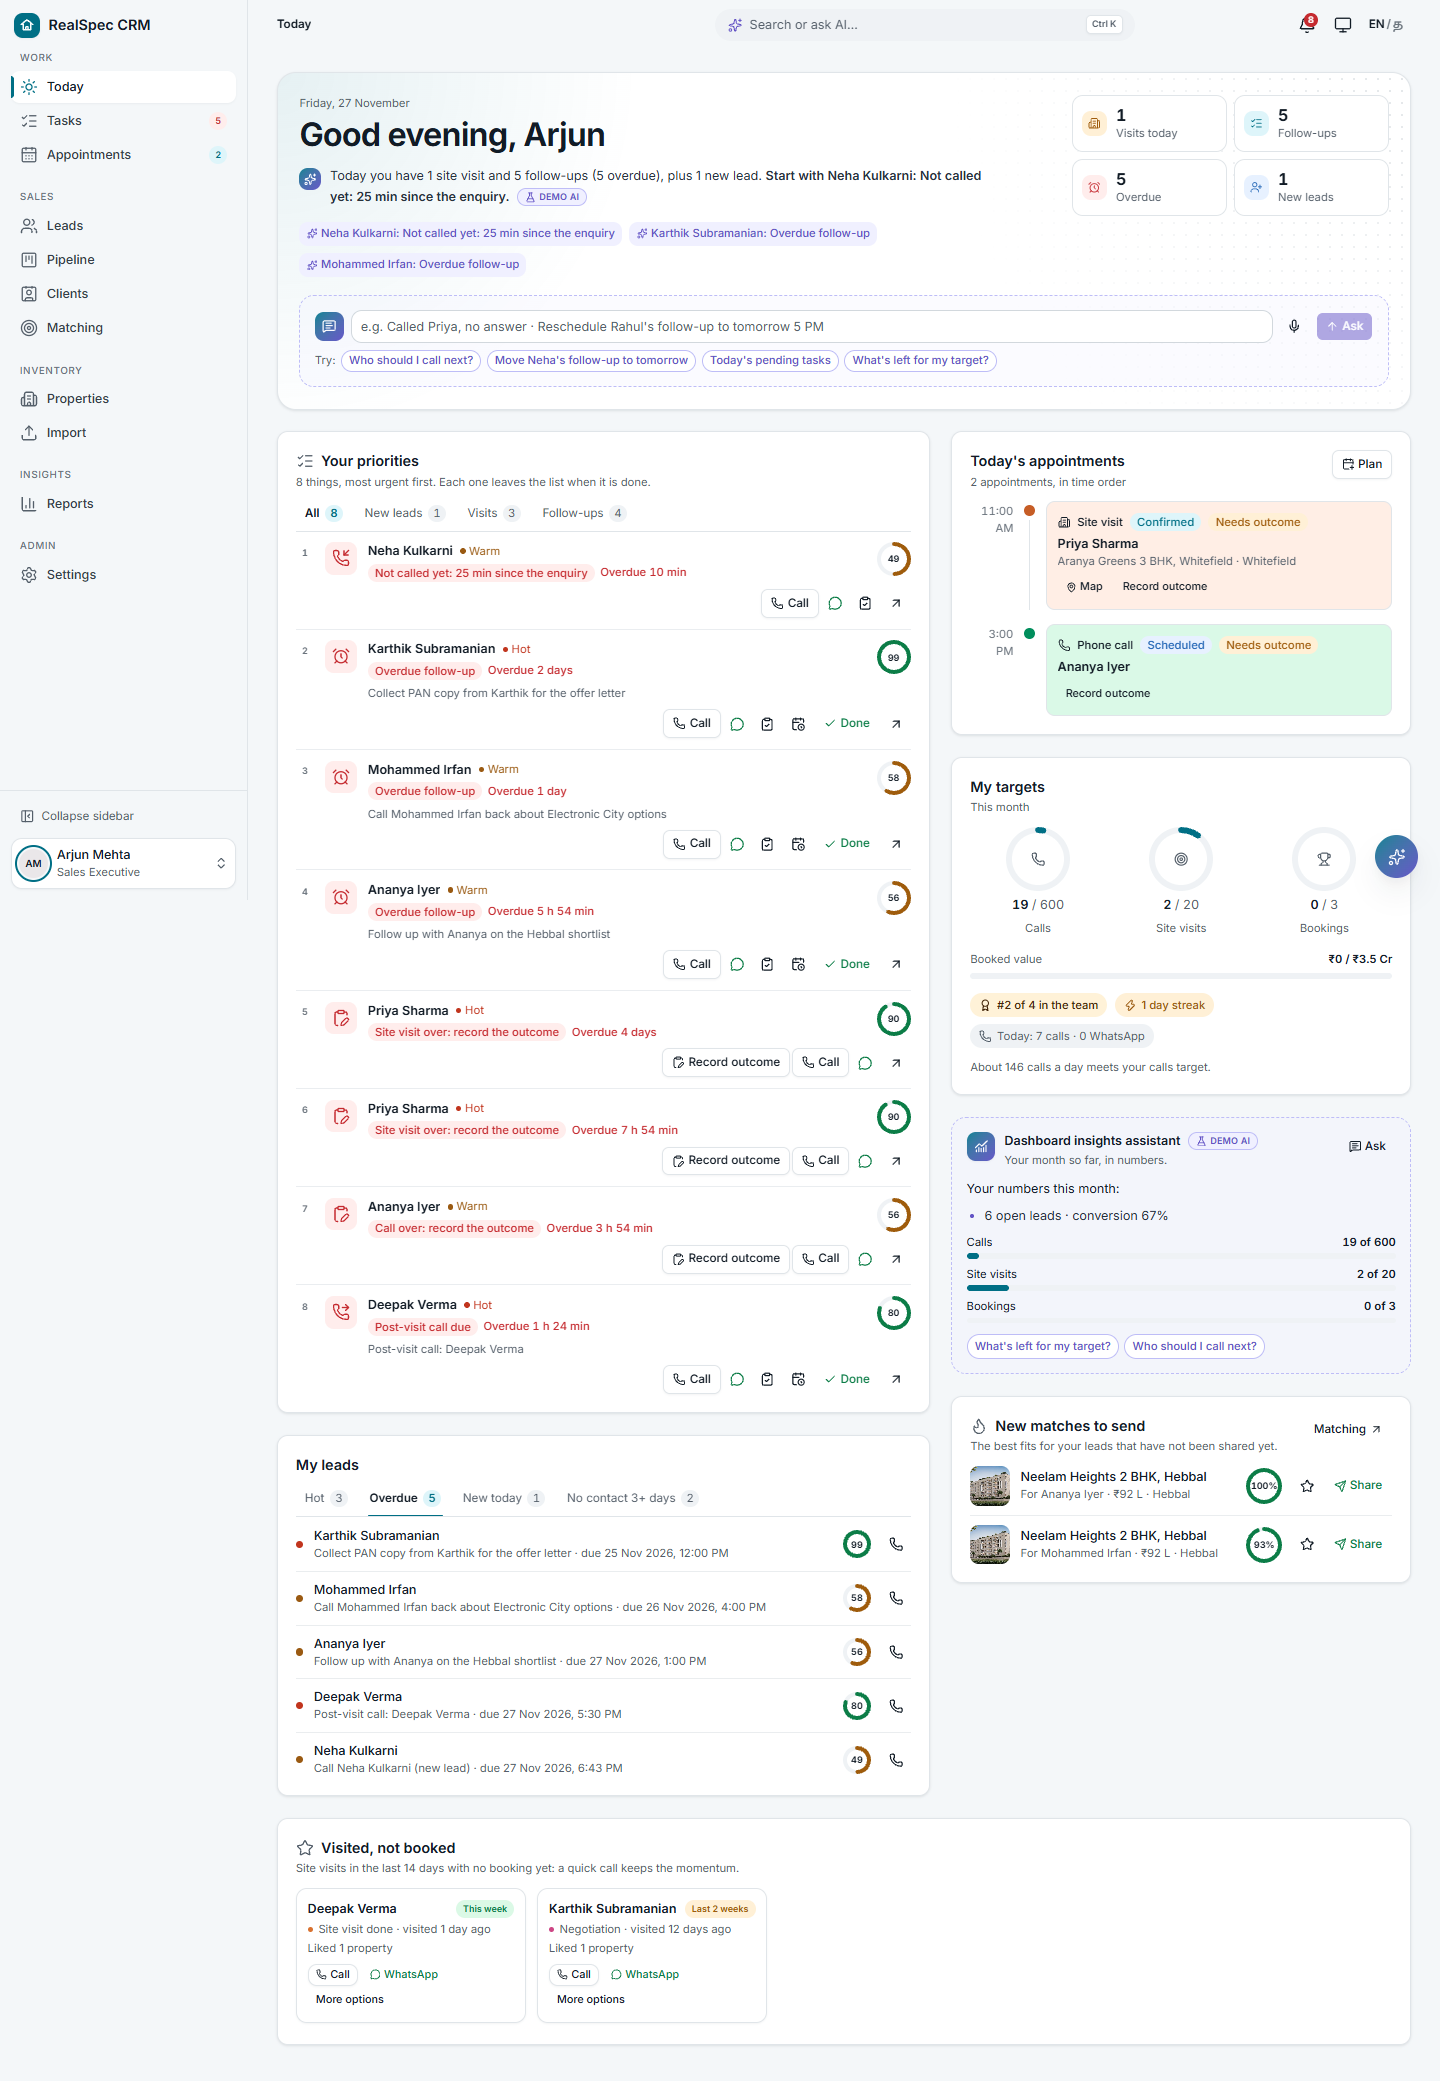 RealSpec CRM
WORK
Today
Tasks 5
Appointments 2
SALES
Leads
Pipeline
Clients
Matching
INVENTORY
Properties
Import
INSIGHTS
Reports
ADMIN
Settings
Collapse sidebar
AM
Arjun Mehta
Sales Executive
Today
Search or ask AI...
Ctrl K
8
EN / த
Friday, 27 November
Good evening, Arjun
Today you have 1 site visit and 5 follow-ups (5 overdue), plus 1 new lead. Start with Neha Kulkarni: Not called
yet: 25 min since the enquiry. DEMO AI
Neha Kulkarni: Not called yet: 25 min since the enquiry
Karthik Subramanian: Overdue follow-up
Mohammed Irfan: Overdue follow-up
1
Visits today
5
Follow-ups
5
Overdue
1
New leads
e.g. Called Priya, no answer · Reschedule Rahul's follow-up to tomorrow 5 PM
Ask
Try: Who should I call next? Move Neha's follow-up to tomorrow Today's pending tasks What's left for my target?
Your priorities
8 things, most urgent first. Each one leaves the list when it is done.
All 8 New leads 1 Visits 3 Follow-ups 4
1 Neha Kulkarni Warm 49
Not called yet: 25 min since the enquiry Overdue 10 min
Call
2 Karthik Subramanian Hot 99
Overdue follow-up Overdue 2 days
Collect PAN copy from Karthik for the offer letter
Call Done
3 Mohammed Irfan Warm 58
Overdue follow-up Overdue 1 day
Call Mohammed Irfan back about Electronic City options
Call Done
4 Ananya Iyer Warm 56
Overdue follow-up Overdue 5 h 54 min
Follow up with Ananya on the Hebbal shortlist
Call Done
5 Priya Sharma Hot 90
Site visit over: record the outcome Overdue 4 days
Record outcome Call
6 Priya Sharma Hot 90
Site visit over: record the outcome Overdue 7 h 54 min
Record outcome Call
7 Ananya Iyer Warm 56
Call over: record the outcome Overdue 3 h 54 min
Record outcome Call
8 Deepak Verma Hot 80
Post-visit call due Overdue 1 h 24 min
Post-visit call: Deepak Verma
Call Done
My leads
Hot 3 Overdue 5 New today 1 No contact 3+ days 2
Karthik Subramanian
Collect PAN copy from Karthik for the offer letter · due 25 Nov 2026, 12:00 PM
99
Mohammed Irfan
Call Mohammed Irfan back about Electronic City options · due 26 Nov 2026, 4:00 PM
58
Ananya Iyer
Follow up with Ananya on the Hebbal shortlist · due 27 Nov 2026, 1:00 PM
56
Deepak Verma
Post-visit call: Deepak Verma · due 27 Nov 2026, 5:30 PM
80
Neha Kulkarni
Call Neha Kulkarni (new lead) · due 27 Nov 2026, 6:43 PM
49
Today's appointments
2 appointments, in time order
Plan
11:00
AM
Site visit Confirmed Needs outcome
Priya Sharma
Aranya Greens 3 BHK, Whitefield · Whitefield
Map Record outcome
3:00
PM
Phone call Scheduled Needs outcome
Ananya Iyer
Record outcome
My targets
This month
19 / 600
Calls
2 / 20
Site visits
0 / 3
Bookings
Booked value ₹0 / ₹3.5 Cr
#2 of 4 in the team
1 day streak
Today: 7 calls · 0 WhatsApp
About 146 calls a day meets your calls target.
Dashboard insights assistant DEMO AI
Your month so far, in numbers.
Ask
Your numbers this month:
• 6 open leads · conversion 67%
Calls 19 of 600
Site visits 2 of 20
Bookings 0 of 3
What's left for my target? Who should I call next?
New matches to send
The best fits for your leads that have not been shared yet.
Matching
Neelam Heights 2 BHK, Hebbal
For Ananya Iyer · ₹92 L · Hebbal
100% Share
Neelam Heights 2 BHK, Hebbal
For Mohammed Irfan · ₹92 L · Hebbal
93% Share
Visited, not booked
Site visits in the last 14 days with no booking yet: a quick call keeps the momentum.
Deepak Verma This week
Site visit done · visited 1 day ago
Liked 1 property
Call WhatsApp
More options
Karthik Subramanian Last 2 weeks
Negotiation · visited 12 days ago
Liked 1 property
Call WhatsApp
More options